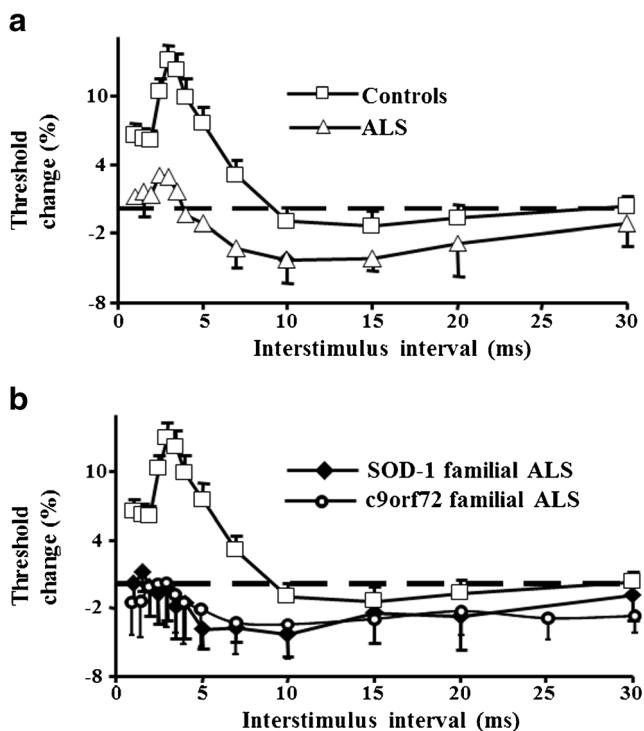 a
Threshold
change (%)
10
4
-2
-8
Controls
ALS
0
5
10
15
20
25
30
Interstimulus interval (ms)
b
Threshold
change (%)
10
4
-2
-8
SOD-1 familial ALS
c9orf72 familial ALS
0
5
10
15
20
25
30
Interstimulus interval (ms)